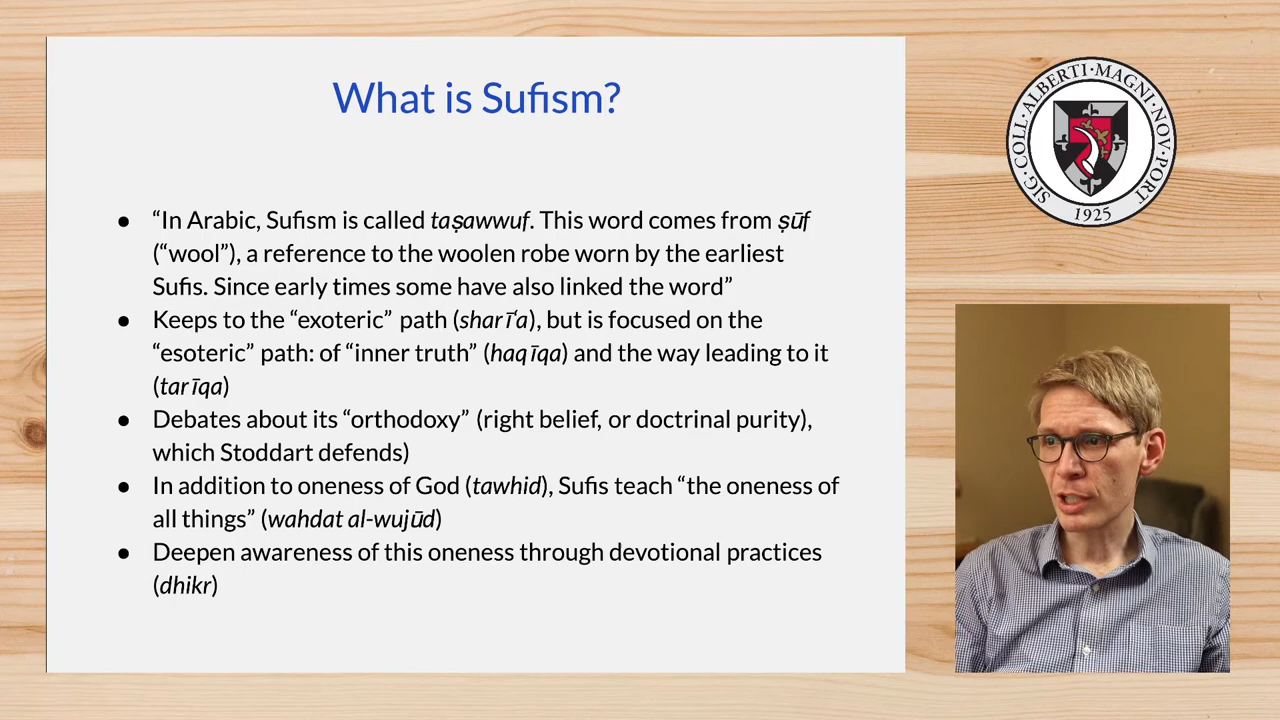 What is Sufism?
● “In Arabic, Sufism is called taṣawwuf. This word comes from ṣūf
(“wool”), a reference to the woolen robe worn by the earliest
Sufis. Since early times some have also linked the word”
● Keeps to the “exoteric” path (sharīʿa), but is focused on the
“esoteric” path: of “inner truth” (haqīqa) and the way leading to it
(tarīqa)
● Debates about its “orthodoxy” (right belief, or doctrinal purity),
which Stoddart defends)
● In addition to oneness of God (tawhid), Sufis teach “the oneness of
all things” (wahdat al-wujūd)
● Deepen awareness of this oneness through devotional practices
(dhikr)
SIG·COLL·ALBERTI·MAGNI·NOV·PORT
1925